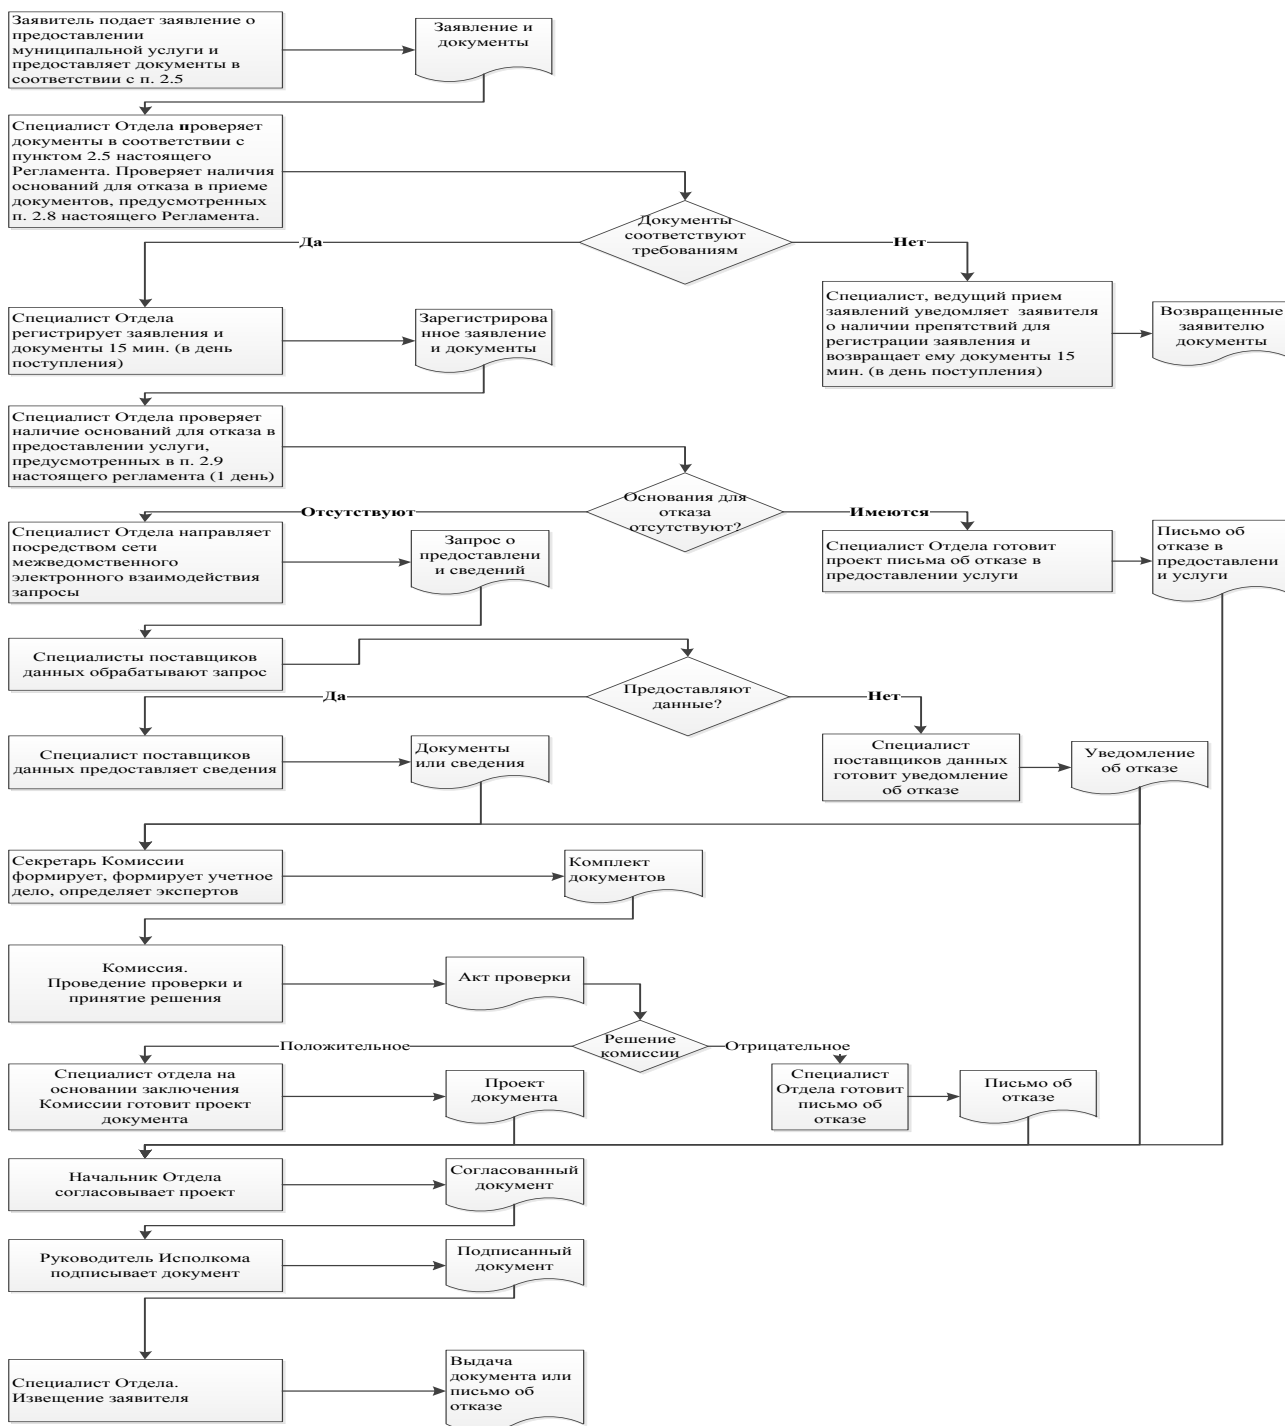 Заявитель подает заявление о
предоставлении
муниципальной услуги и
предоставляет документы в
соответствии с п. 2.5
Заявление и
документы
Специалист Отдела проверяет
документы в соответствии с
пунктом 2.5 настоящего
Регламента. Проверяет наличия
оснований для отказа в приеме
документов, предусмотренных
п. 2.8 настоящего Регламента.
Документы
соответствуют
требованиям
Да
Нет
Специалист Отдела
регистрирует заявления и
документы 15 мин. (в день
поступления)
Зарегистрирова
нное заявление
и документы
Специалист, ведущий прием
заявлений уведомляет заявителя
о наличии препятствий для
регистрации заявления и
возвращает ему документы 15
мин. (в день поступления)
Возвращенные
заявителю
документы
Специалист Отдела проверяет
наличие оснований для отказа в
предоставлении услуги,
предусмотренных в п. 2.9
настоящего регламента (1 день)
Основания для
отказа
отсутствуют?
Отсутствуют
Имеются
Специалист Отдела направляет
посредством сети
межведомственного
электронного взаимодействия
запросы
Запрос о
предоставлени
и сведений
Специалист Отдела готовит
проект письма об отказе в
предоставлении услуги
Письмо об
отказе в
предоставлени
и услуги
Специалисты поставщиков
данных обрабатывают запрос
Предоставляют
данные?
Да
Нет
Специалист поставщиков
данных предоставляет сведения
Документы
или сведения
Специалист
поставщиков данных
готовит уведомление
об отказе
Уведомление
об отказе
Секретарь Комиссии
формирует, формирует учетное
дело, определяет экспертов
Комплект
документов
Комиссия.
Проведение проверки и
принятие решения
Акт проверки
Решение
комиссии
Положительное
Отрицательное
Специалист отдела на
основании заключения
Комиссии готовит проект
документа
Проект
документа
Специалист
Отдела готовит
письмо об
отказе
Письмо об
отказе
Начальник Отдела
согласовывает проект
Согласованный
документ
Руководитель Исполкома
подписывает документ
Подписанный
документ
Специалист Отдела.
Извещение заявителя
Выдача
документа или
письмо об
отказе